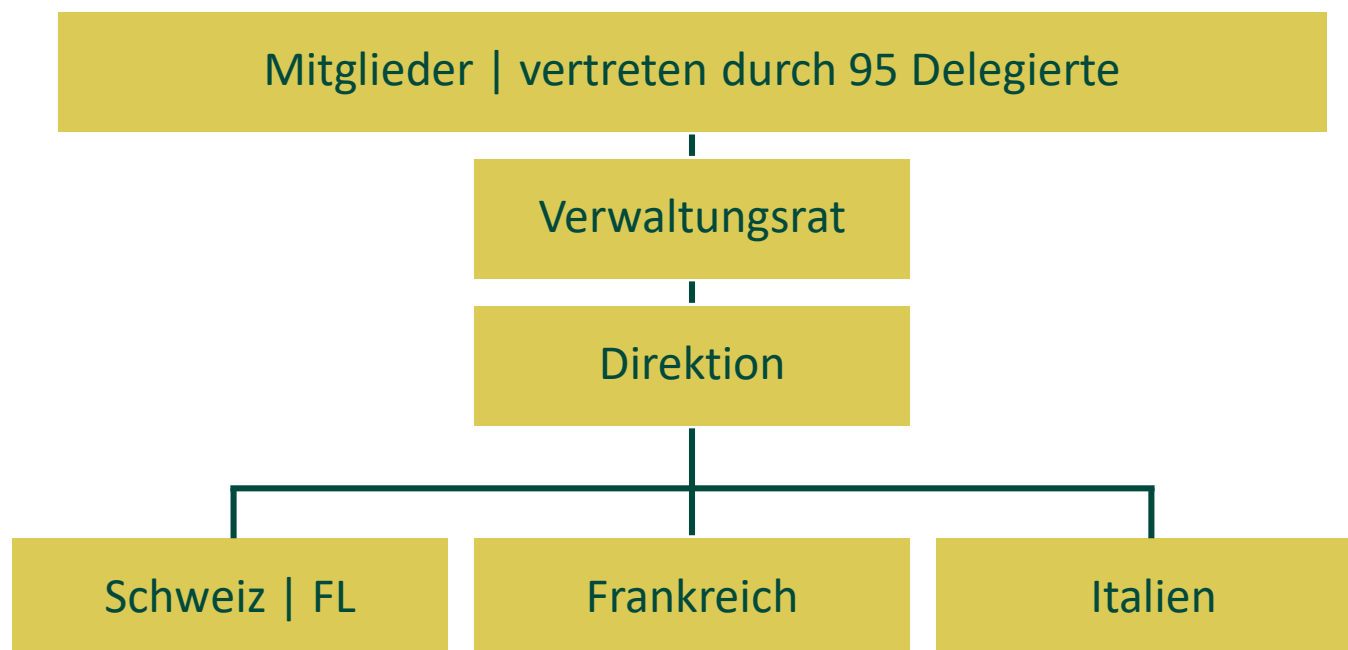 Mitglieder | vertreten durch 95 Delegierte
Verwaltungsrat
Direktion
Schweiz | FL
Frankreich
Italien